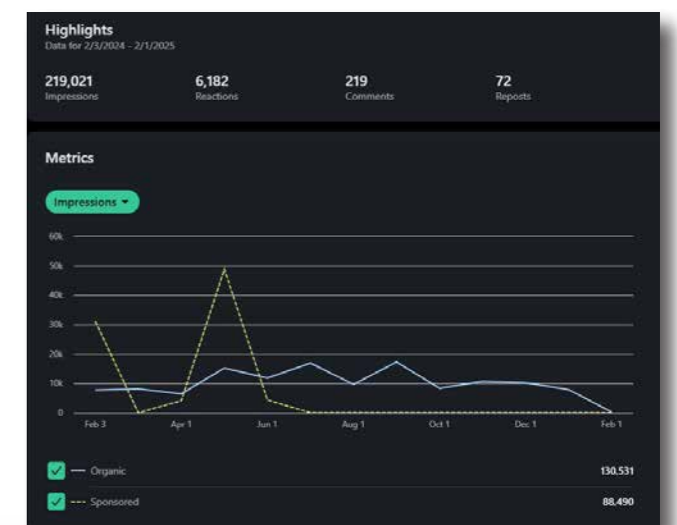 Highlights
Data for 2/3/2024 - 2/1/2025
219,021 6,182 219 72
Impressions Reactions Comments Reposts
Metrics
Impressions
60k
50k
40k
30k
20k
10k
0
Feb 3 Apr 1 Jun 1 Aug 1 Oct 1 Dec 1 Feb 1
Organic 130,531
Sponsored 88,490